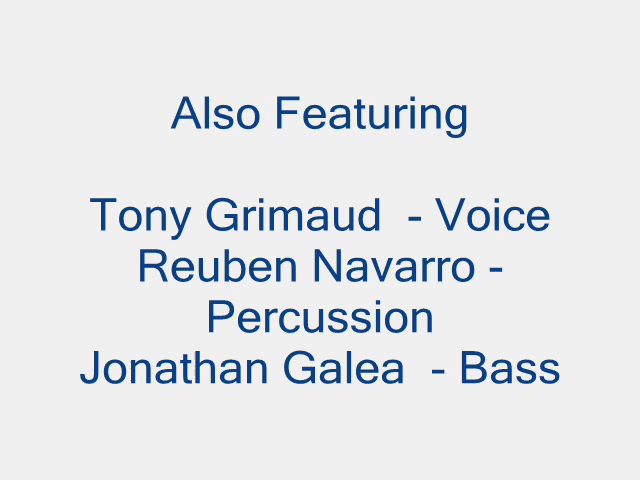 Also Featuring
Tony Grimaud  - Voice
Reuben Navarro -
Percussion
Jonathan Galea  - Bass